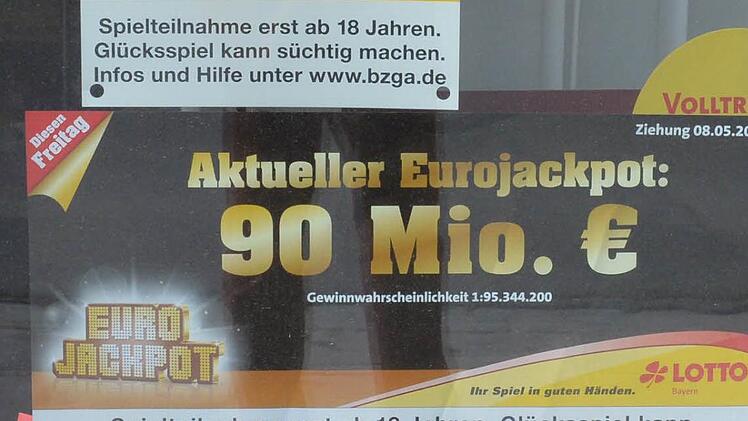 Spielteilnahme erst ab 18 Jahren.
Glücksspiel kann süchtig machen.
Infos und Hilfe unter www.bzga.de
VOLLTR
Diesen
Freitag
Ziehung 08.05.20
Aktueller Eurojackpot:
90 Mio. €
Gewinnwahrscheinlichkeit 1:95.344.200
EURO
JACKPOT
Ihr Spiel in guten Händen.
LOTTO
Bayern